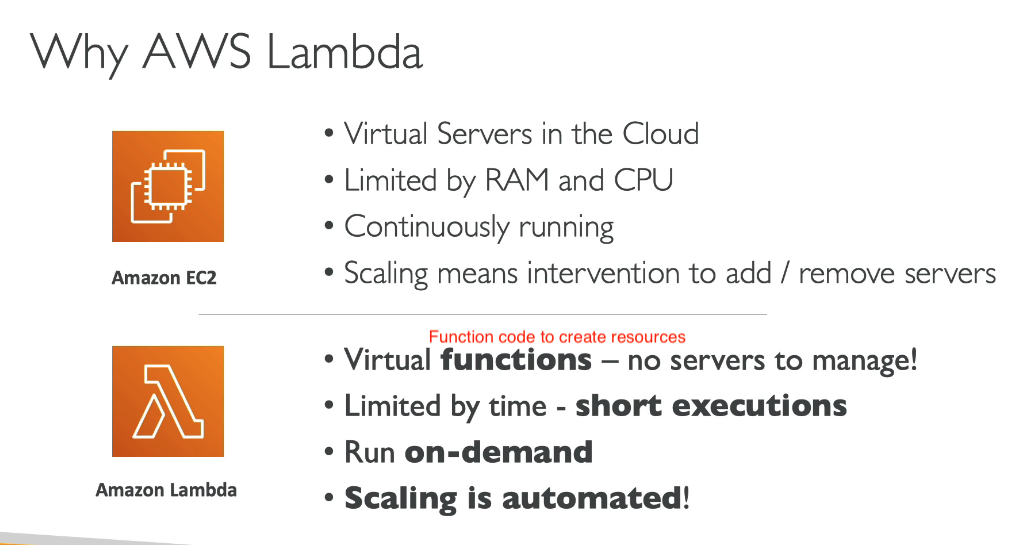 Why AWS Lambda
• Virtual Servers in the Cloud
• Limited by RAM and CPU
• Continuously running
• Scaling means intervention to add / remove servers
Amazon EC2
Function code to create resources
• Virtual functions – no servers to manage!
• Limited by time - short executions
• Run on-demand
• Scaling is automated!
Amazon Lambda